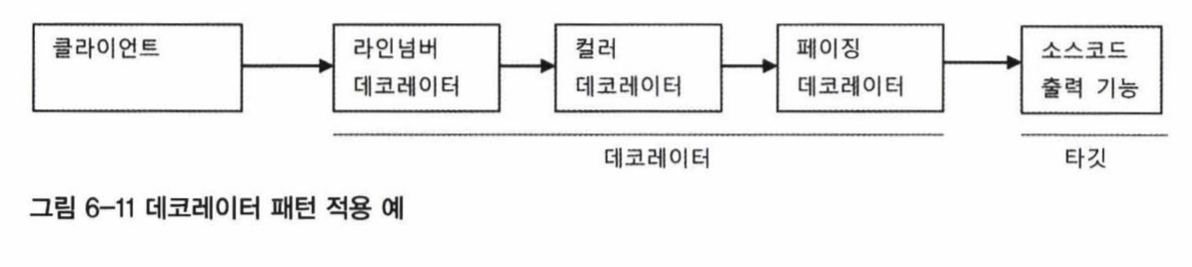 클라이언트
라인넘버
데코레이터
컬러
데코레이터
페이징
데코레이터
소스코드
출력 기능
데코레이터
타깃
그림 6-11 데코레이터 패턴 적용 예